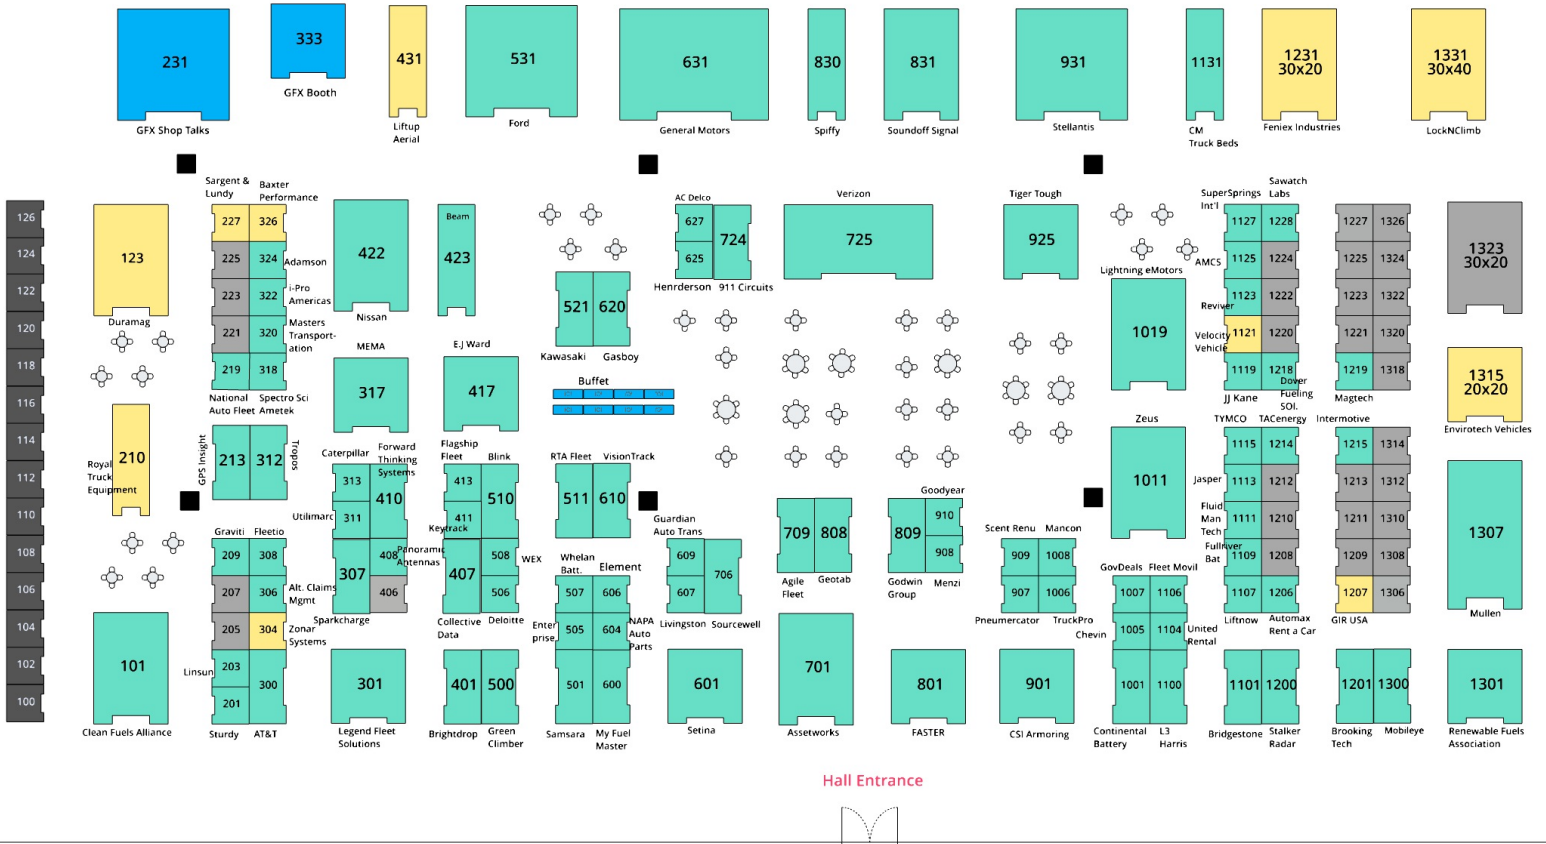 231
GFX Shop Talks
333
GFX Booth
431
Liftup
Aerial
531
Ford
631
General Motors
830
Spiffy
831
Soundoff Signal
931
Stellantis
1131
CM
Truck Beds
1231
30x20
Feniex Industries
1331
30x40
LockNClimb
126
124
122
120
118
116
114
112
110
108
106
104
102
100
123
Duramag
210
Royal
Truck
Equipment
101
Clean Fuels Alliance
Sargent &
Lundy
Baxter
Performance
227
326
225
324
Adamson
223
322
i-Pro
Americas
221
320
Masters
Transport-
ation
219
318
National
Auto Fleet
Spectro Sci
Ametek
GPS Insight
213
312
Tropos
Graviti
Fleetio
209
308
207
306
Alt. Claims
Mgmt
205
304
Zonar
Systems
Linsun
203
201
300
Sturdy
AT&T
422
Nissan
MEMA
317
Caterpillar
Forward
Thinking
Systems
313
410
Utilimarc
311
307
408
Panoramic
Antennas
406
Sparkcharge
301
Legend Fleet
Solutions
Beam
423
E.J Ward
417
Flagship
Fleet
Blink
413
510
411
Keytrack
407
508
WEX
506
Collective
Data
Deloitte
401
500
Brightdrop
Green
Climber
521
620
Kawasaki
Gasboy
Buffet
RTA Fleet
VisionTrack
511
610
Whelan
Batt.
Element
507
606
Enter
prise
505
604
NAPA
Auto
Parts
501
600
Samsara
My Fuel
Master
AC Delco
627
724
625
Henrderson
911 Circuits
Verizon
725
Guardian
Auto Trans
609
706
607
Livingston
Sourcewell
601
Setina
709
808
Agile
Fleet
Geotab
701
Assetworks
Goodyear
809
910
908
Godwin
Group
Menzi
801
FASTER
Tiger Tough
925
Scent Renu
Mancon
909
1008
907
1006
Pneumercator
TruckPro
901
CSI Armoring
Lightning eMotors
1019
Zeus
1011
GovDeals
Fleet Movil
1007
1106
Chevin
1005
1104
United
Rental
1001
1100
Continental
Battery
L3
Harris
SuperSprings
Int'l
Sawatch
Labs
1127
1228
AMCS
1125
1224
1123
1222
Reviver
Velocity
Vehicle
1121
1220
1119
1218
JJ Kane
Dover
Fueling
SOI.
TYMCO
TACenergy
1115
1214
Jasper
1113
1212
Fluid
Man
Tech
1111
1210
Fullriver
Bat
1109
1208
1107
1206
Liftnow
Automax
Rent a Car
1101
1200
Bridgestone
Stalker
Radar
1227
1326
1225
1324
1223
1322
1221
1320
1219
1318
Magtech
Intermotive
1215
1314
1213
1312
1211
1310
1209
1308
1207
1306
GIR USA
1201
1300
Brooking
Tech
Mobileye
1323
30x20
1315
20x20
Envirotech Vehicles
1307
Mullen
1301
Renewable Fuels
Association
Hall Entrance